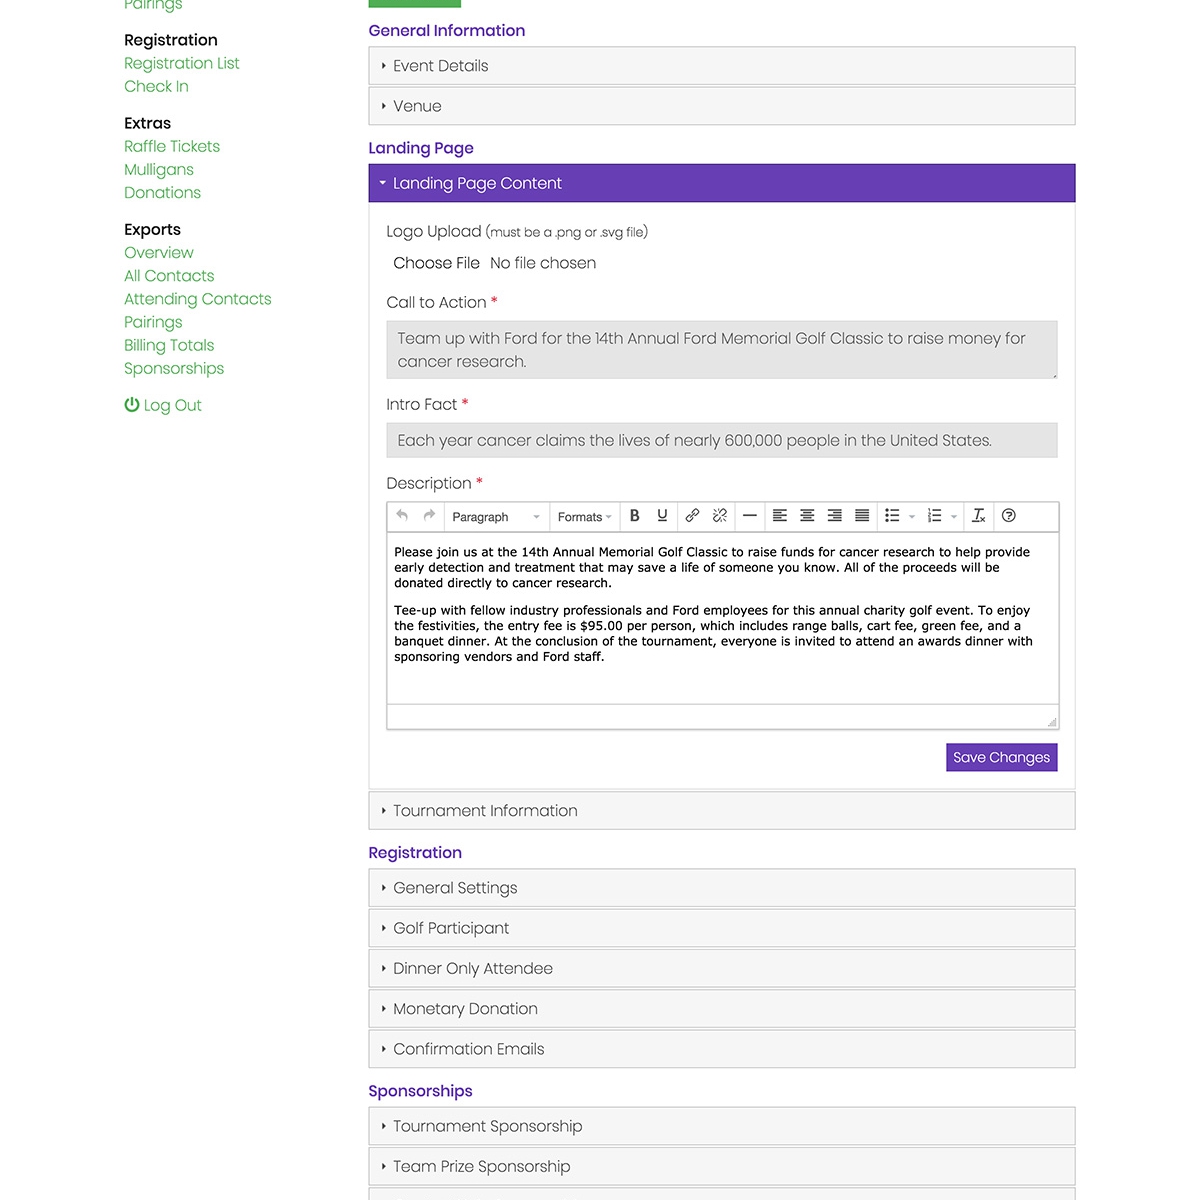 Pairings
Registration
Registration List
Check In
Extras
Raffle Tickets
Mulligans
Donations
Exports
Overview
All Contacts
Attending Contacts
Pairings
Billing Totals
Sponsorships
Log Out
General Information
Event Details
Venue
Landing Page
Landing Page Content
Logo Upload (must be a .png or .svg file)
Choose File No file chosen
Call to Action *
Team up with Ford for the 14th Annual Ford Memorial Golf Classic to raise money for
cancer research.
Intro Fact *
Each year cancer claims the lives of nearly 600,000 people in the United States.
Description *
Paragraph Formats B U
Please join us at the 14th Annual Memorial Golf Classic to raise funds for cancer research to help provide
early detection and treatment that may save a life of someone you know. All of the proceeds will be
donated directly to cancer research.
Tee-up with fellow industry professionals and Ford employees for this annual charity golf event. To enjoy
the festivities, the entry fee is $95.00 per person, which includes range balls, cart fee, green fee, and a
banquet dinner. At the conclusion of the tournament, everyone is invited to attend an awards dinner with
sponsoring vendors and Ford staff.
Save Changes
Tournament Information
Registration
General Settings
Golf Participant
Dinner Only Attendee
Monetary Donation
Confirmation Emails
Sponsorships
Tournament Sponsorship
Team Prize Sponsorship